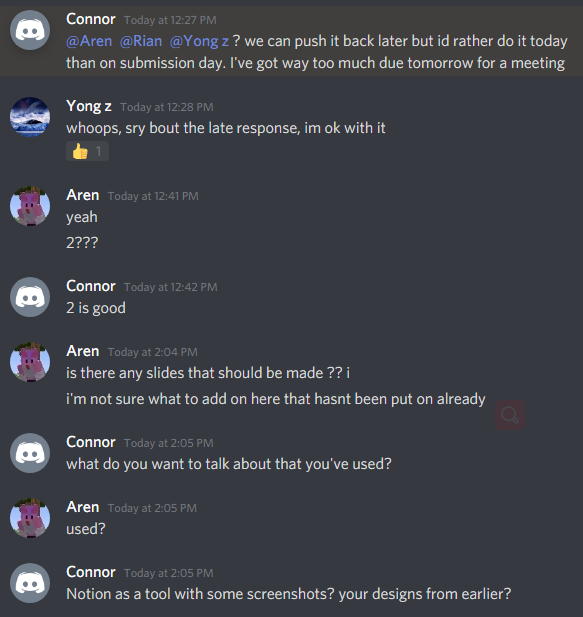 Connor Today at 12:27 PM
@Aren @Rian @Yong z ? we can push it back later but id rather do it today
than on submission day. I've got way too much due tomorrow for a meeting
Yong z Today at 12:28 PM
whoops, sry bout the late response, im ok with it
👍 1
Aren Today at 12:41 PM
yeah
2???
Connor Today at 12:42 PM
2 is good
Aren Today at 2:04 PM
is there any slides that should be made ?? i
i'm not sure what to add on here that hasnt been put on already
Connor Today at 2:05 PM
what do you want to talk about that you've used?
Aren Today at 2:05 PM
used?
Connor Today at 2:05 PM
Notion as a tool with some screenshots? your designs from earlier?